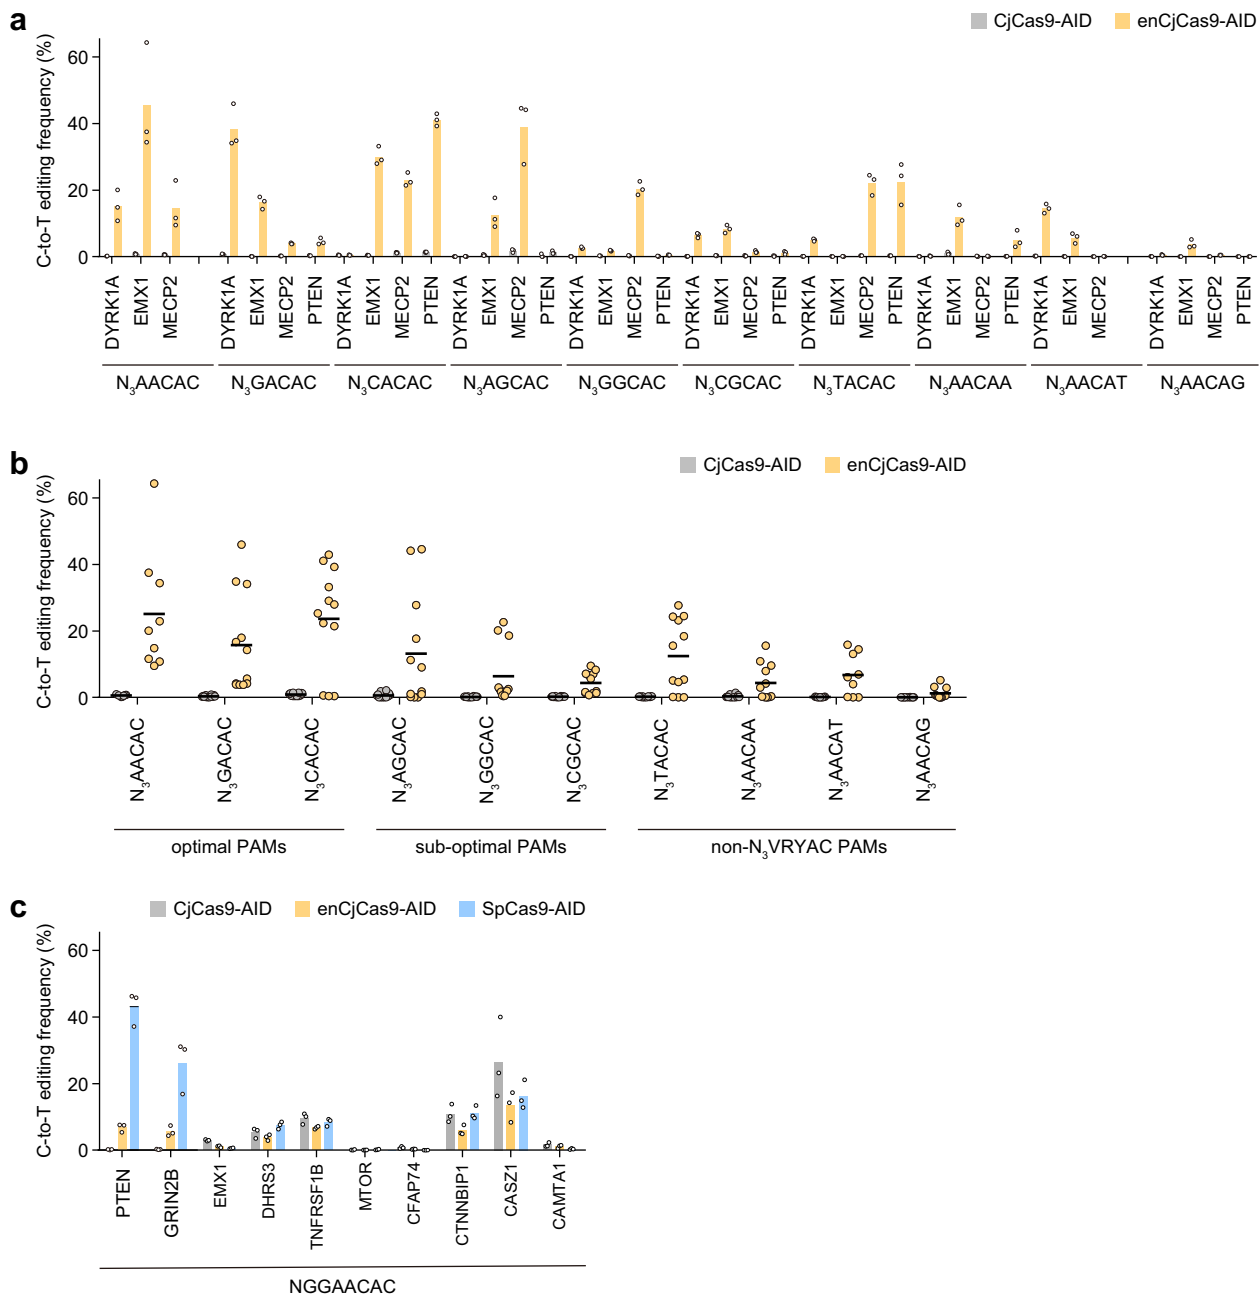 a
CjCas9-AID enCjCas9-AID
C-to-T editing frequency (%)
60
40
20
0
DYRK1A EMX1 MECP2 DYRK1A EMX1 MECP2 PTEN DYRK1A EMX1 MECP2 PTEN DYRK1A EMX1 MECP2 PTEN DYRK1A EMX1 MECP2 PTEN DYRK1A EMX1 MECP2 PTEN DYRK1A EMX1 MECP2 PTEN DYRK1A EMX1 MECP2 PTEN DYRK1A EMX1 MECP2 DYRK1A EMX1 MECP2 PTEN
N₃AACAC N₃GACAC N₃CACAC N₃AGCAC N₃GGCAC N₃CGCAC N₃TACAC N₃AACAA N₃AACAT N₃AACAG
b
CjCas9-AID enCjCas9-AID
C-to-T editing frequency (%)
60
40
20
0
N₃AACAC N₃GACAC N₃CACAC N₃AGCAC N₃GGCAC N₃CGCAC N₃TACAC N₃AACAA N₃AACAT N₃AACAG
optimal PAMs sub-optimal PAMs non-N₃VRYAC PAMs
c
CjCas9-AID enCjCas9-AID SpCas9-AID
C-to-T editing frequency (%)
60
40
20
0
PTEN GRIN2B EMX1 DHRS3 TNFRSF1B MTOR CFAP74 CTNNBIP1 CASZ1 CAMTA1
NGGAACAC